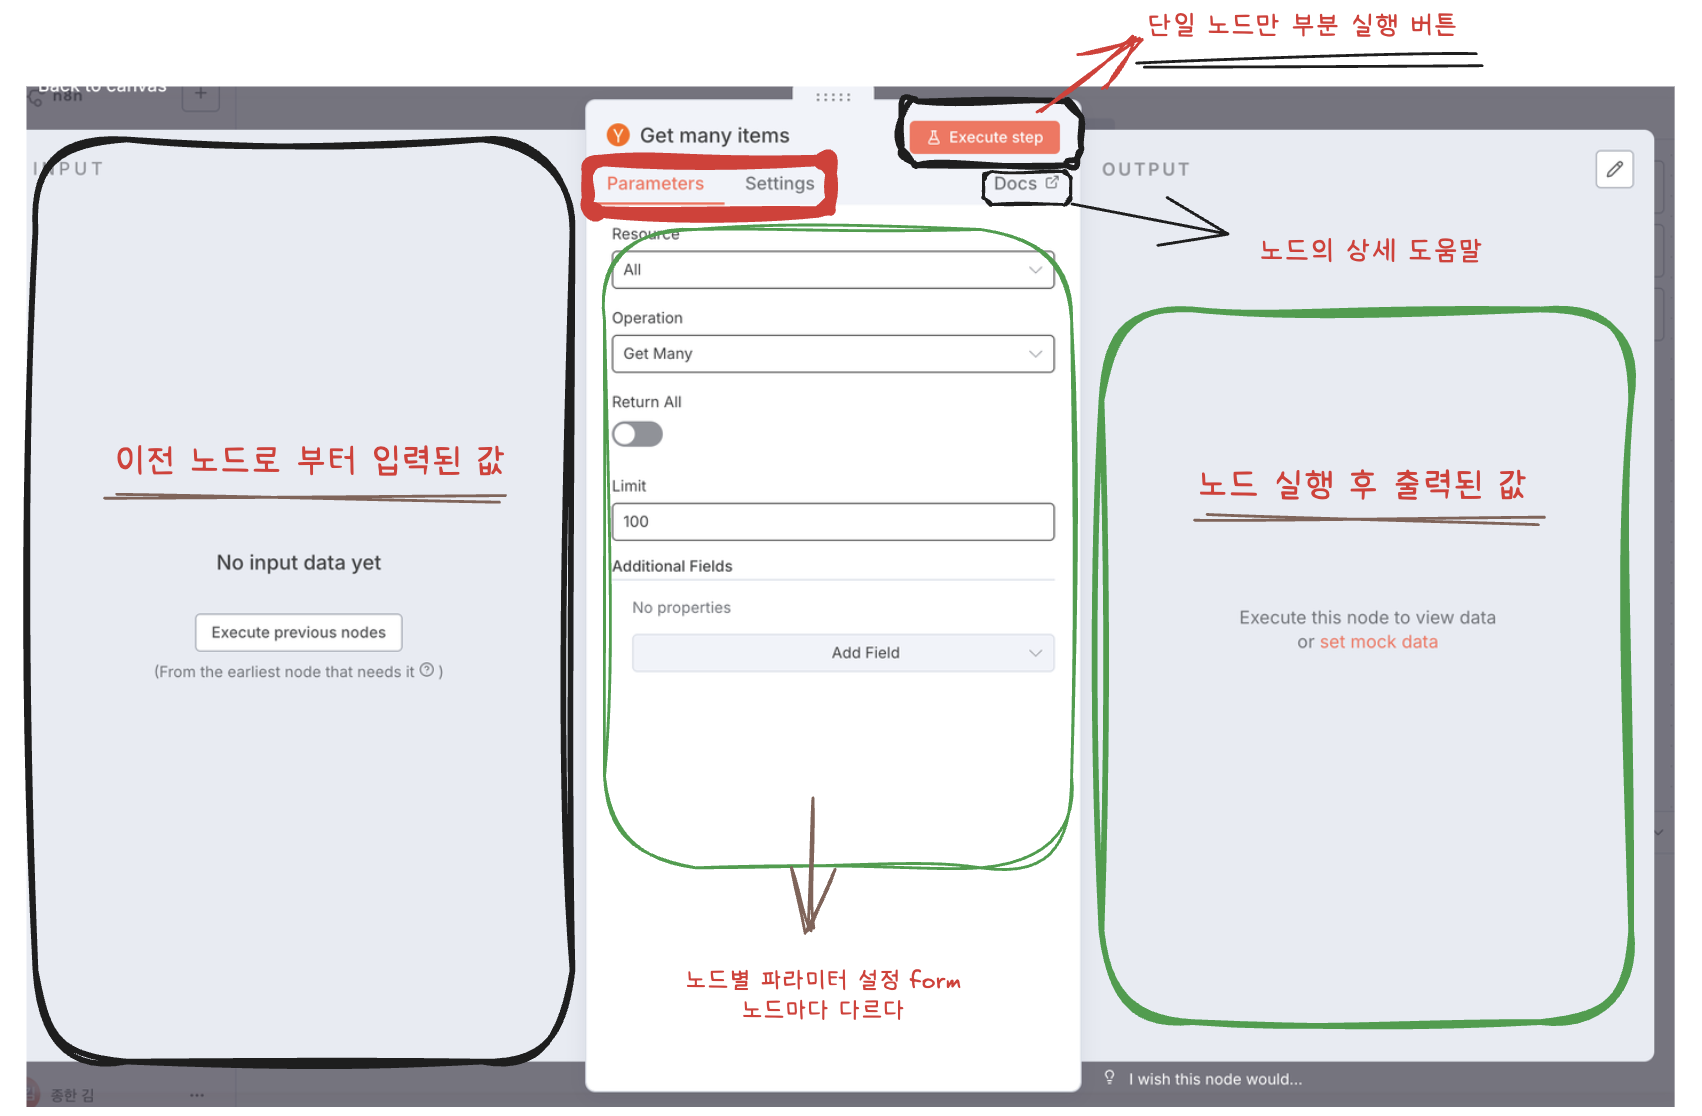 단일 노드만 부분 실행 버튼
Back to canvas
n8n
Get many items
Execute step
INPUT
Parameters
Settings
Docs
OUTPUT
노드의 상세 도움말
Resource
All
Operation
Get Many
Return All
이전 노드로 부터 입력된 값
Limit
100
노드 실행 후 출력된 값
No input data yet
Additional Fields
No properties
Execute this node to view data
or set mock data
Execute previous nodes
Add Field
(From the earliest node that needs it ? )
노드별 파라미터 설정 form
노드마다 다르다
I wish this node would...
종한 김